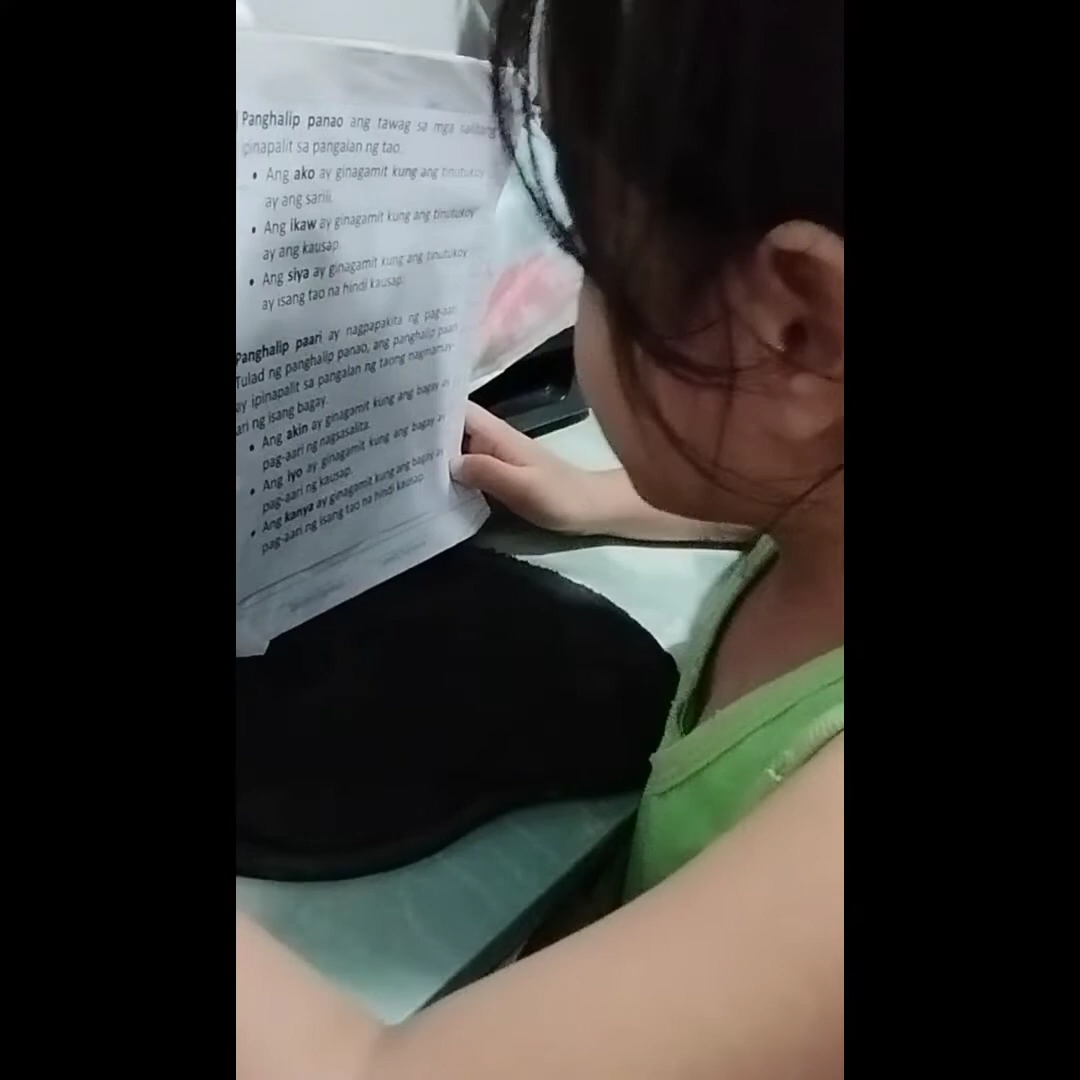 Panghalip panao ang tawag sa mga salitang
ipinapalit sa pangalan ng tao.
• Ang ako ay ginagamit kung ang tinutukoy
ay ang sarili.
• Ang ikaw ay ginagamit kung ang tinutukoy
ay ang kausap.
• Ang siya ay ginagamit kung ang tinutukoy
ay isang tao na hindi kausap.
Panghalip paari ay nagpapakita ng pag-aari.
Tulad ng panghalip panao, ang panghalip paari
ay ipinapalit sa pangalan ng taong nagmamay-
ari ng isang bagay.
• Ang akin ay ginagamit kung ang bagay ay
pag-aari ng nagsasalita.
• Ang iyo ay ginagamit kung ang bagay ay
pag-aari ng kausap.
• Ang kanya ay ginagamit kung ang bagay ay
pag-aari ng isang tao na hindi kausap.